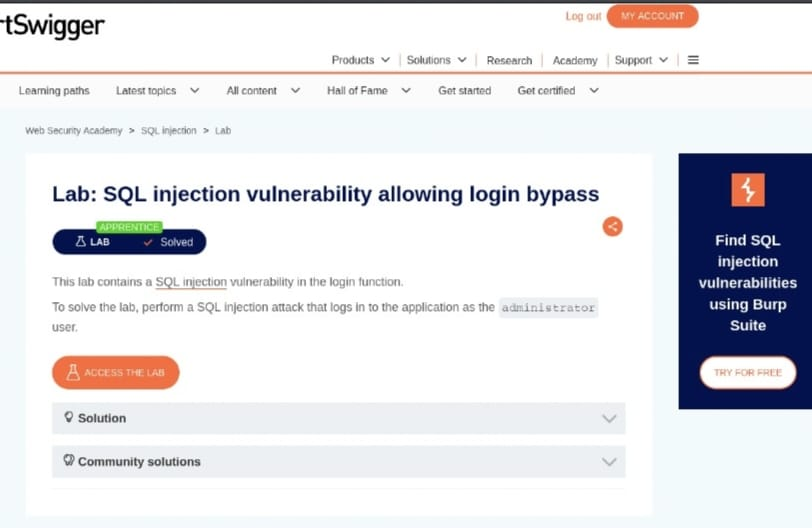 rtSwigger
Log out
MY ACCOUNT
Products
Solutions
Research
Academy
Support
Learning paths
Latest topics
All content
Hall of Fame
Get started
Get certified
Web Security Academy > SQL injection > Lab
Lab: SQL injection vulnerability allowing login bypass
APPRENTICE
LAB
Solved
This lab contains a SQL injection vulnerability in the login function.
To solve the lab, perform a SQL injection attack that logs in to the application as the administrator
user.
ACCESS THE LAB
Solution
Community solutions
Find SQL
injection
vulnerabilities
using Burp
Suite
TRY FOR FREE